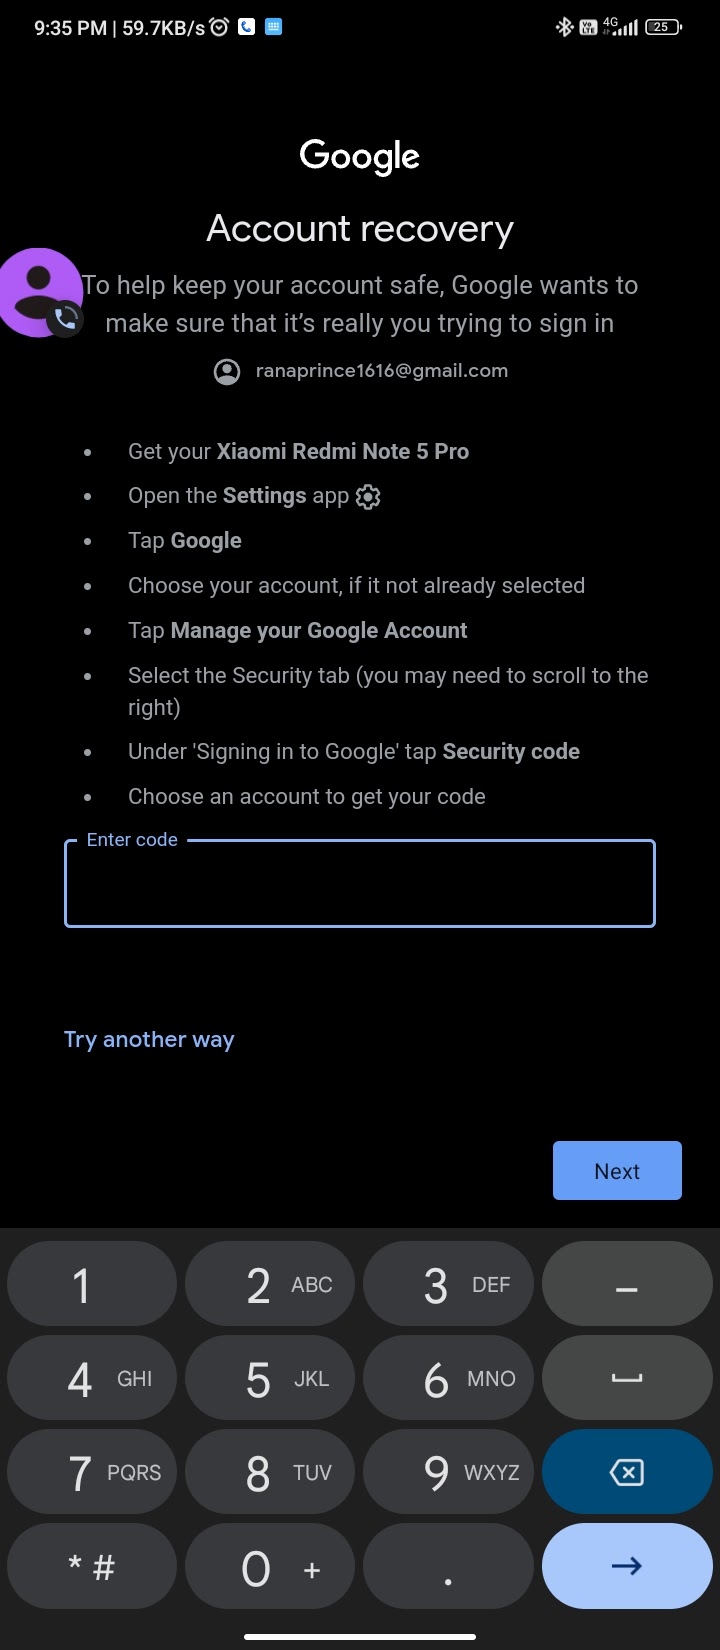 9:35 PM | 59.7KB/s
Vo LTE 4G 25
Google
Account recovery
To help keep your account safe, Google wants to
make sure that it’s really you trying to sign in
ranaprince1616@gmail.com
• Get your Xiaomi Redmi Note 5 Pro
• Open the Settings app
• Tap Google
• Choose your account, if it not already selected
• Tap Manage your Google Account
• Select the Security tab (you may need to scroll to the
right)
• Under 'Signing in to Google' tap Security code
• Choose an account to get your code
Enter code
Try another way
Next
1 2 ABC 3 DEF –
4 GHI 5 JKL 6 MNO
7 PQRS 8 TUV 9 WXYZ
* # 0 + .